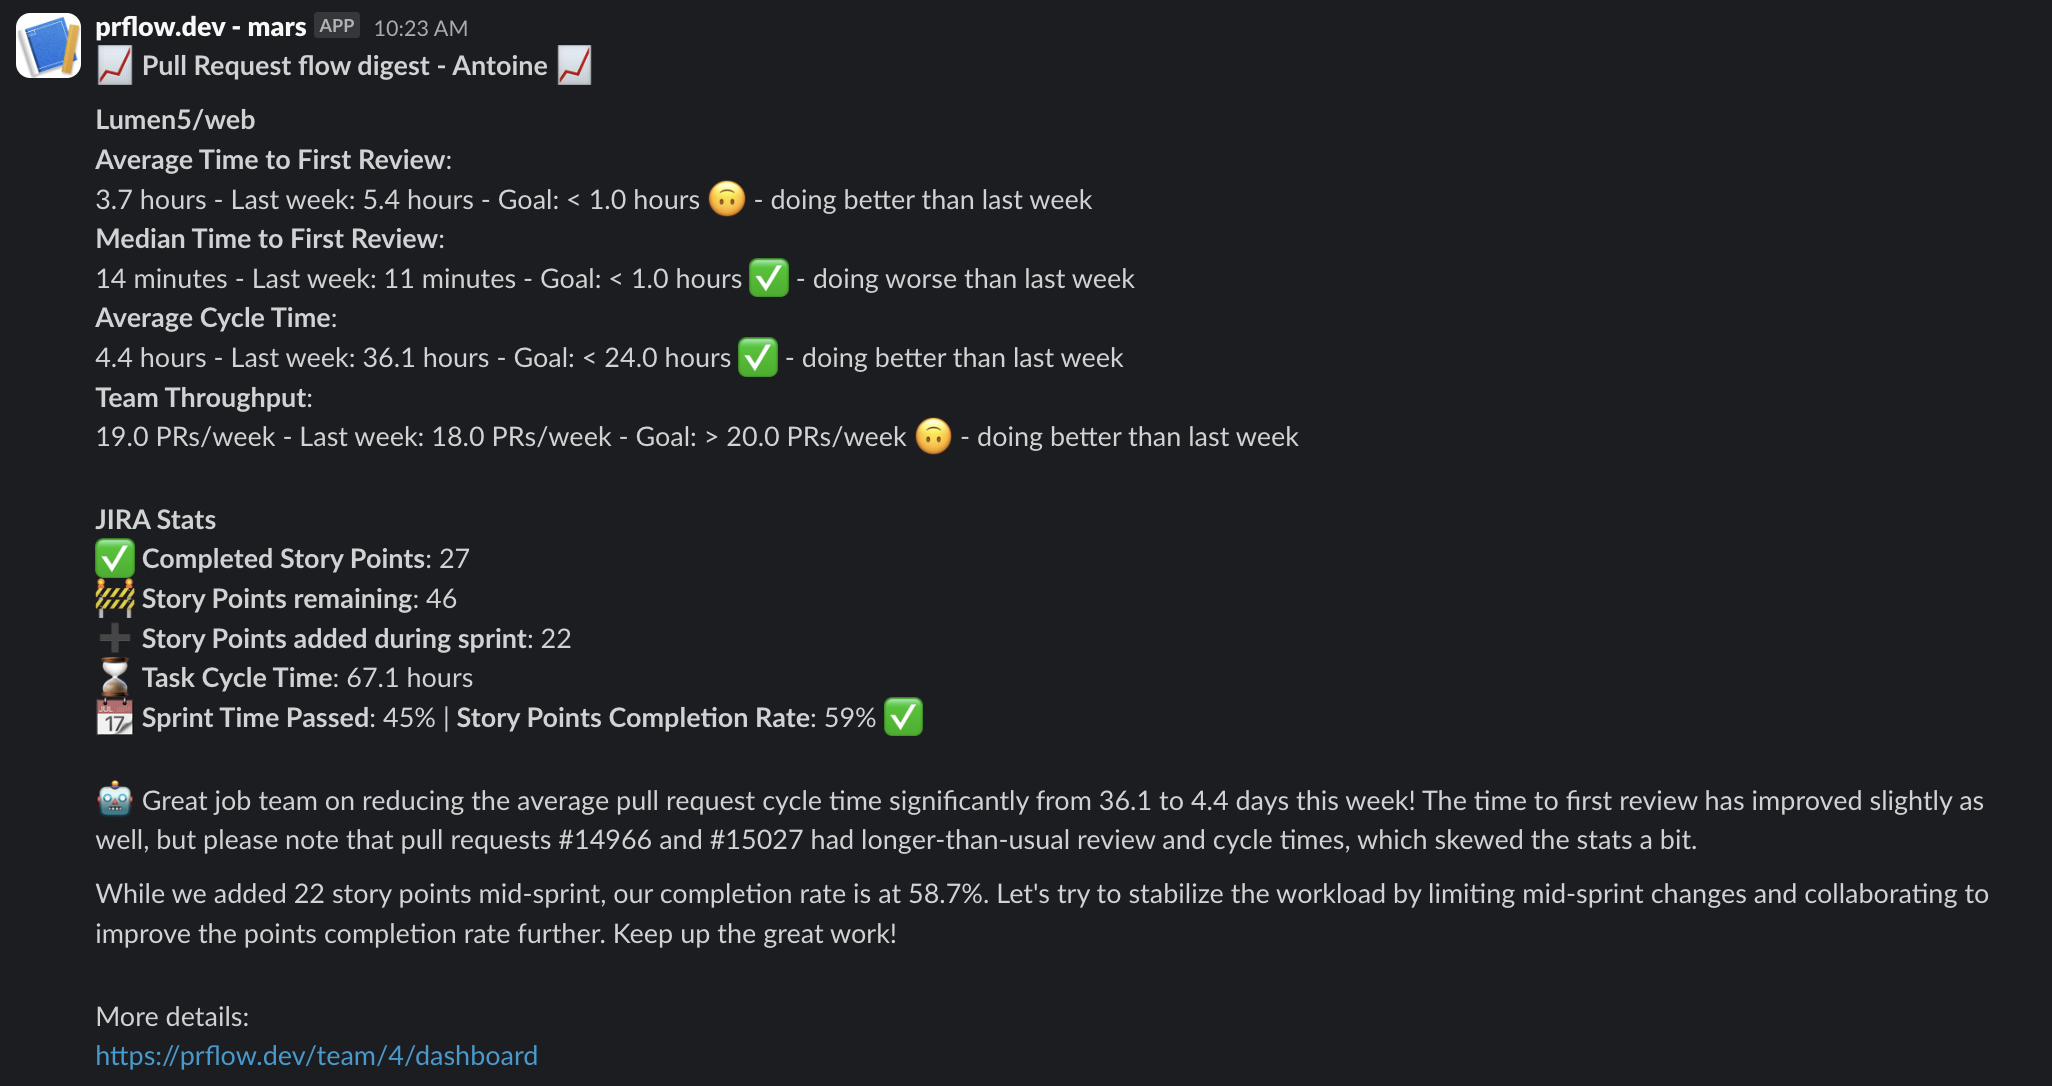 prflow.dev - mars APP 10:23 AM
Pull Request flow digest - Antoine
Lumen5/web
Average Time to First Review:
3.7 hours - Last week: 5.4 hours - Goal: < 1.0 hours 🙃 - doing better than last week
Median Time to First Review:
14 minutes - Last week: 11 minutes - Goal: < 1.0 hours ✅ - doing worse than last week
Average Cycle Time:
4.4 hours - Last week: 36.1 hours - Goal: < 24.0 hours ✅ - doing better than last week
Team Throughput:
19.0 PRs/week - Last week: 18.0 PRs/week - Goal: > 20.0 PRs/week 🙃 - doing better than last week
JIRA Stats
✅ Completed Story Points: 27
🚧 Story Points remaining: 46
➕ Story Points added during sprint: 22
⏳ Task Cycle Time: 67.1 hours
JUL 17 Sprint Time Passed: 45% | Story Points Completion Rate: 59% ✅
🤖 Great job team on reducing the average pull request cycle time significantly from 36.1 to 4.4 days this week! The time to first review has improved slightly as
well, but please note that pull requests #14966 and #15027 had longer-than-usual review and cycle times, which skewed the stats a bit.
While we added 22 story points mid-sprint, our completion rate is at 58.7%. Let's try to stabilize the workload by limiting mid-sprint changes and collaborating to
improve the points completion rate further. Keep up the great work!
More details:
https://prflow.dev/team/4/dashboard